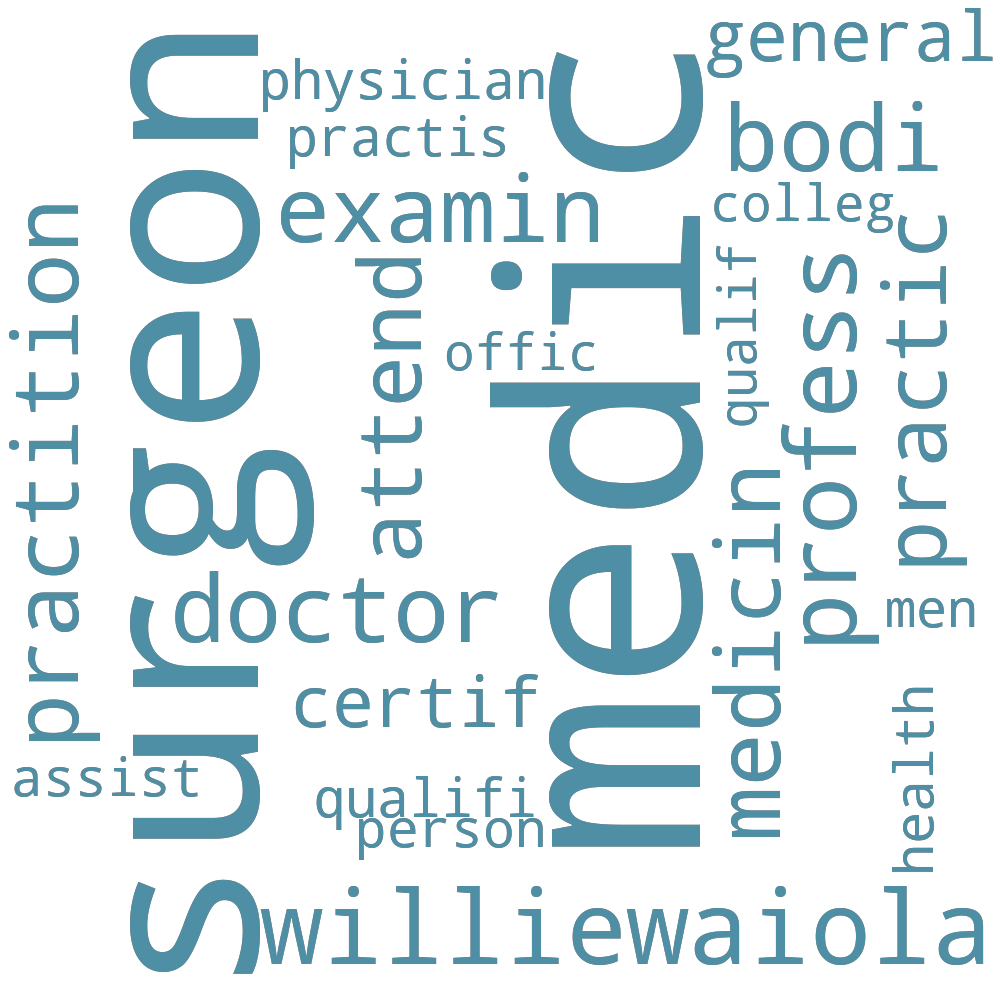 general
physician
practis
bodi
examin
colleg
practition
surgeon
attend
offic
medic
qualif
profess
practic
doctor
medicin
men
certif
assist
qualifi
person
health
williewaiola